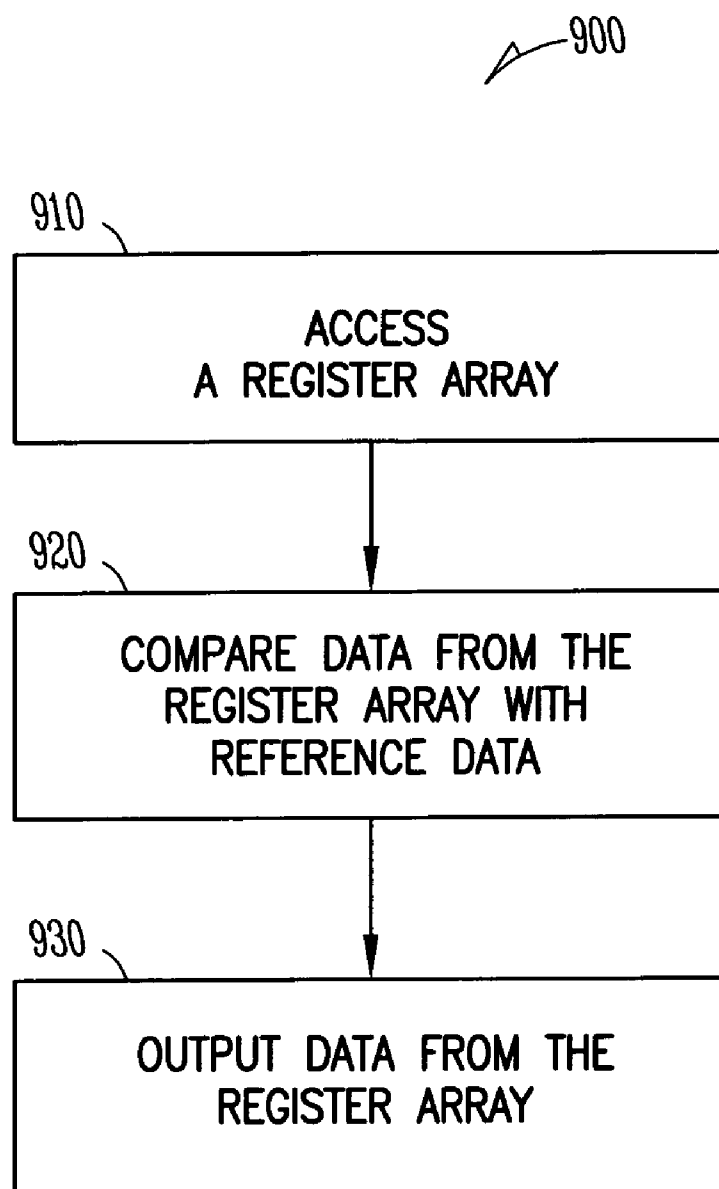 900
910
ACCESS
A REGISTER ARRAY
920
COMPARE DATA FROM THE
REGISTER ARRAY WITH
REFERENCE DATA
930
OUTPUT DATA FROM THE
REGISTER ARRAY